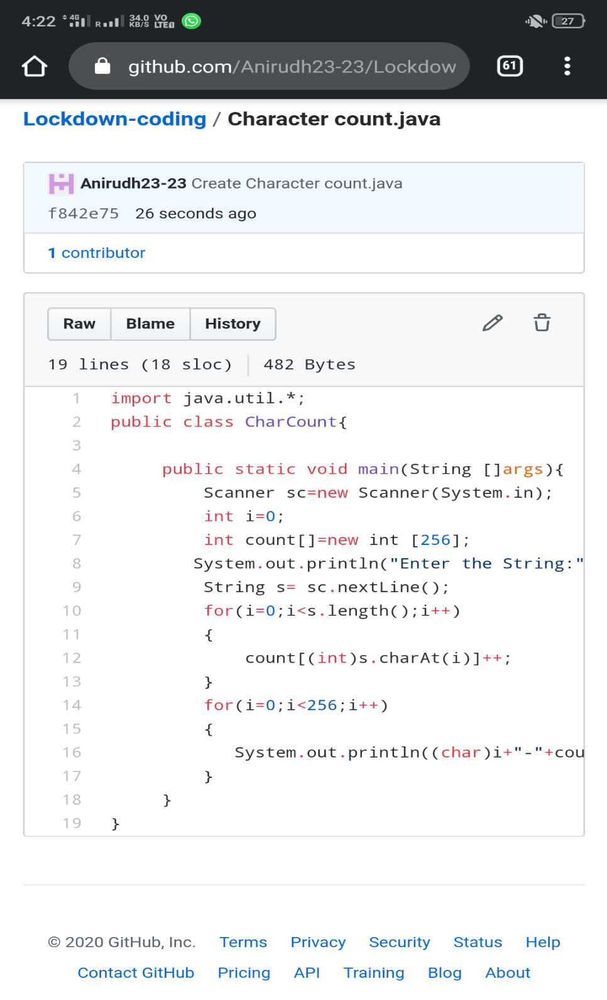 4:22 4G R 34.0 KB/S VO LTE 27
github.com/Anirudh23-23/Lockdow 61
Lockdown-coding / Character count.java
Anirudh23-23 Create Character count.java
f842e75 26 seconds ago
1 contributor
Raw Blame History
19 lines (18 sloc) 482 Bytes
1 import java.util.*;
2 public class CharCount{
3
4 public static void main(String []args){
5 Scanner sc=new Scanner(System.in);
6 int i=0;
7 int count[]=new int [256];
8 System.out.println("Enter the String:"
9 String s= sc.nextLine();
10 for(i=0;i<s.length();i++)
11 {
12 count[(int)s.charAt(i)]++;
13 }
14 for(i=0;i<256;i++)
15 {
16 System.out.println((char)i+"-"+cou
17 }
18 }
19 }
© 2020 GitHub, Inc. Terms Privacy Security Status Help
Contact GitHub Pricing API Training Blog About